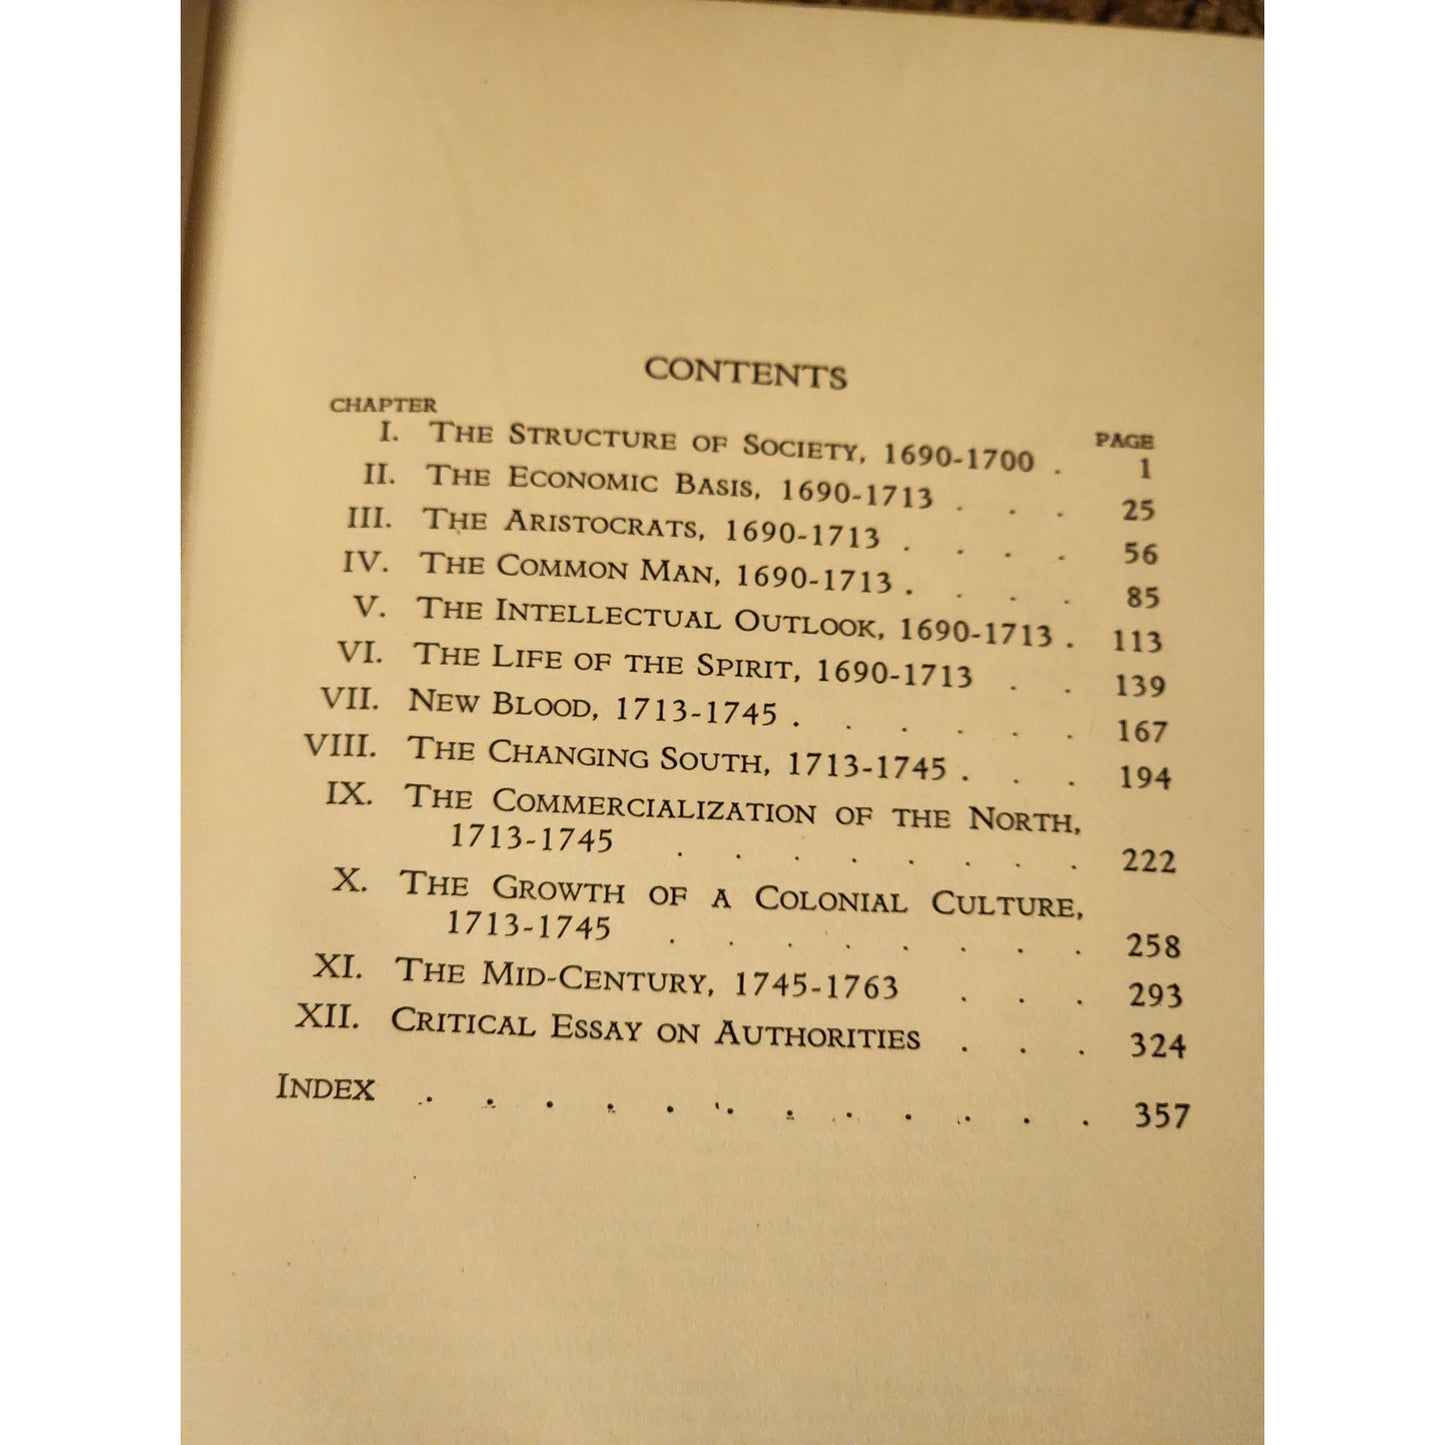 CONTENTS
CHAPTER PAGE
I. THE STRUCTURE OF SOCIETY, 1690-1700 . 1
II. THE ECONOMIC BASIS, 1690-1713 . . . 25
III. THE ARISTOCRATS, 1690-1713 . . . . 56
IV. THE COMMON MAN, 1690-1713 . . . . 85
V. THE INTELLECTUAL OUTLOOK, 1690-1713 . 113
VI. THE LIFE OF THE SPIRIT, 1690-1713 . . 139
VII. NEW BLOOD, 1713-1745 . . . . . . 167
VIII. THE CHANGING SOUTH, 1713-1745 . . . 194
IX. THE COMMERCIALIZATION OF THE NORTH,
1713-1745 . . . . . . . . 222
X. THE GROWTH OF A COLONIAL CULTURE,
1713-1745 . . . . . . . . 258
XI. THE MID-CENTURY, 1745-1763 . . . 293
XII. CRITICAL ESSAY ON AUTHORITIES . . . 324
INDEX . . . . . . . . . . . . 357